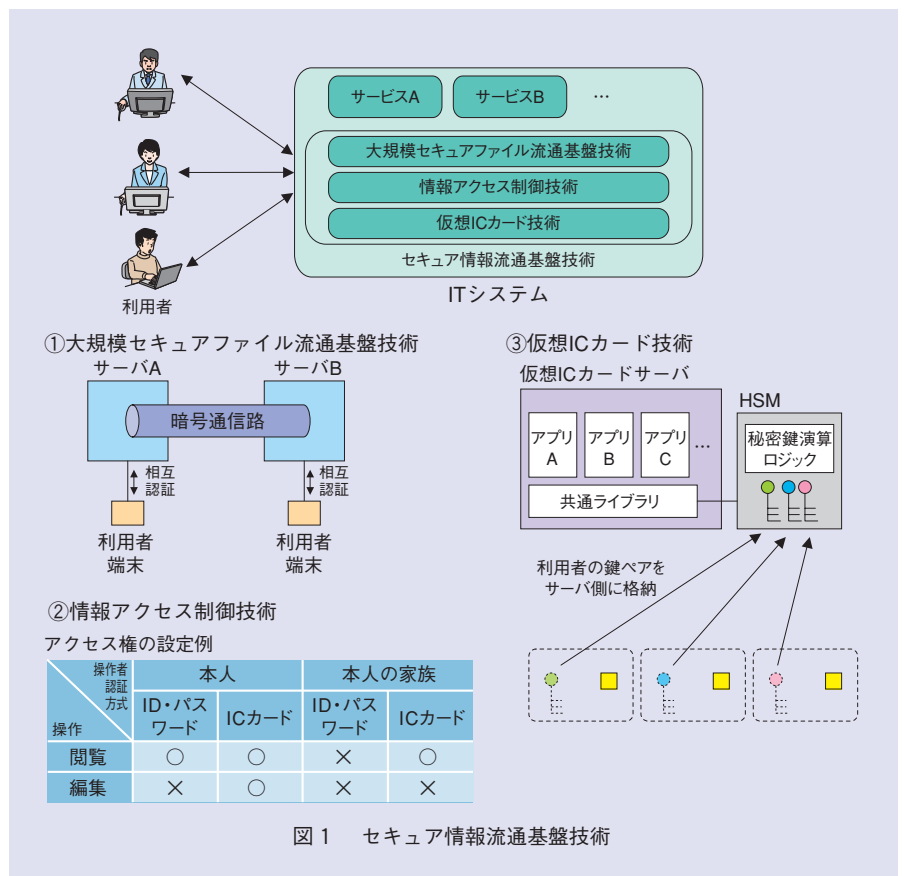 サービスA
サービスB
…
大規模セキュアファイル流通基盤技術
情報アクセス制御技術
仮想ICカード技術
セキュア情報流通基盤技術
ITシステム
利用者
①大規模セキュアファイル流通基盤技術
サーバA
サーバB
暗号通信路
相互
認証
相互
認証
利用者
端末
利用者
端末
②情報アクセス制御技術
アクセス権の設定例
操作者
認証
方式
操作
本人
本人の家族
ID・パス
ワード
ICカード
ID・パス
ワード
ICカード
閲覧 ○ ○ × ○
編集 × ○ × ×
③仮想ICカード技術
仮想ICカードサーバ
アプリ
A
アプリ
B
アプリ
C
…
共通ライブラリ
HSM
秘密鍵演算
ロジック
利用者の鍵ペアを
サーバ側に格納
図1 セキュア情報流通基盤技術